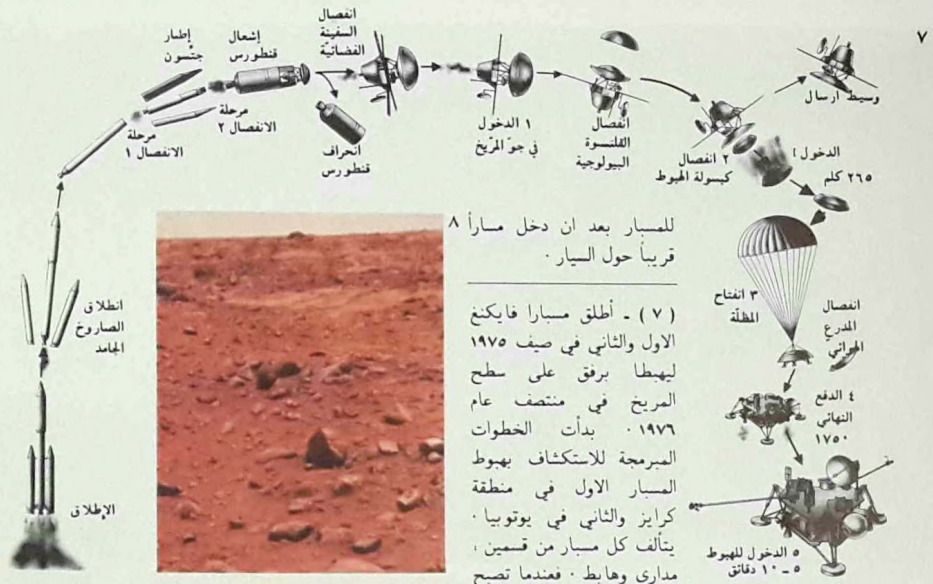 ٧
انفصال
السفينة
الفضائيّة
إشعال
قنطورس
إطار
جتّسون
مرحلة
الانفصال ١
مرحلة
الانفصال ٢
انحراف
قنطورس
١ الدخول
في جوّ المرّيخ
انفصال
القلنسوة
البيولوجية
٢ انفصال
كبسولة الهبوط
وسيط ارسال
الدخول
٢٦٥ كلم
٣ انفتاح
المظلّة
انفصال
المدرع
الهوائي
٤ الدفع
النهائي
١٧٥٠
٥ الدخول للهبوط
٥ – ١٠ دقائق
انطلاق
الصاروخ
الجامد
الإطلاق
٨
للمسبار بعد ان دخل مساراً
قريباً حول السيار .
( ٧ ) ـ أطلق مسبارا فايكنغ
الاول والثاني في صيف ١٩٧٥
ليهبطا برفق على سطح
المريخ في منتصف عام
١٩٧٦ . بدأت الخطوات
المبرمجة للاستكشاف بهبوط
المسبار الاول في منطقة
كرايز والثاني في يوتوبيا .
يتألف كل مسبار من قسمين :
مداري وهابط . فعندما تصبح